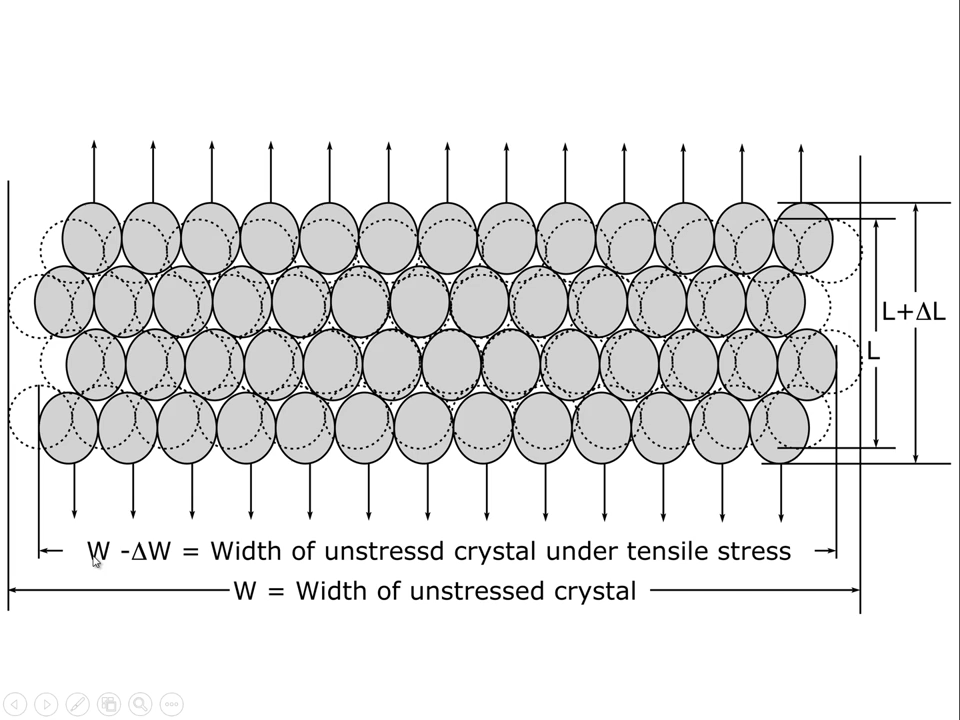 L+ΔL
L
W -ΔW = Width of unstressd crystal under tensile stress
W = Width of unstressed crystal